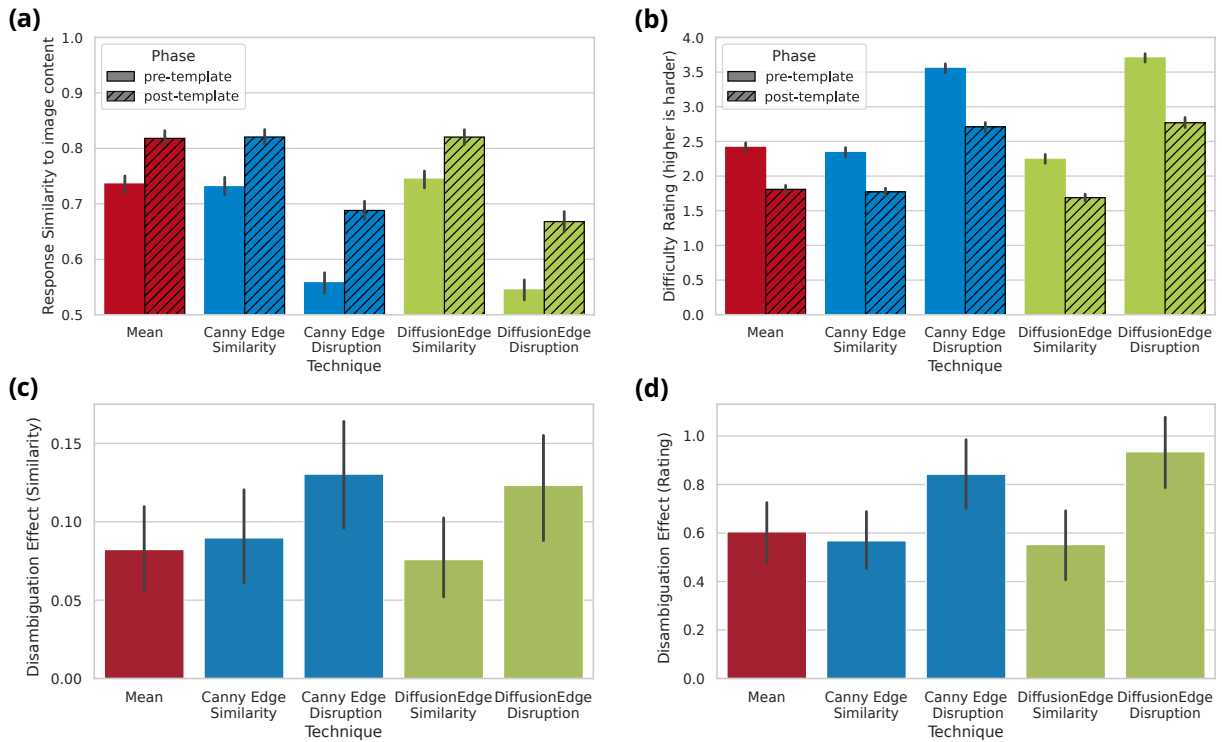 (a)
Response Similarity to image content
1.0
0.9
0.8
0.7
0.6
0.5
Phase
pre-template
post-template
Mean
Canny Edge
Similarity
Canny Edge
Disruption
DiffusionEdge
Similarity
DiffusionEdge
Disruption
Technique
(b)
Difficulty Rating (higher is harder)
4.0
3.5
3.0
2.5
2.0
1.5
1.0
0.5
0.0
Phase
pre-template
post-template
Mean
Canny Edge
Similarity
Canny Edge
Disruption
DiffusionEdge
Similarity
DiffusionEdge
Disruption
Technique
(c)
Disambiguation Effect (Similarity)
0.15
0.10
0.05
0.00
Mean
Canny Edge
Similarity
Canny Edge
Disruption
DiffusionEdge
Similarity
DiffusionEdge
Disruption
Technique
(d)
Disambiguation Effect (Rating)
1.0
0.8
0.6
0.4
0.2
0.0
Mean
Canny Edge
Similarity
Canny Edge
Disruption
DiffusionEdge
Similarity
DiffusionEdge
Disruption
Technique